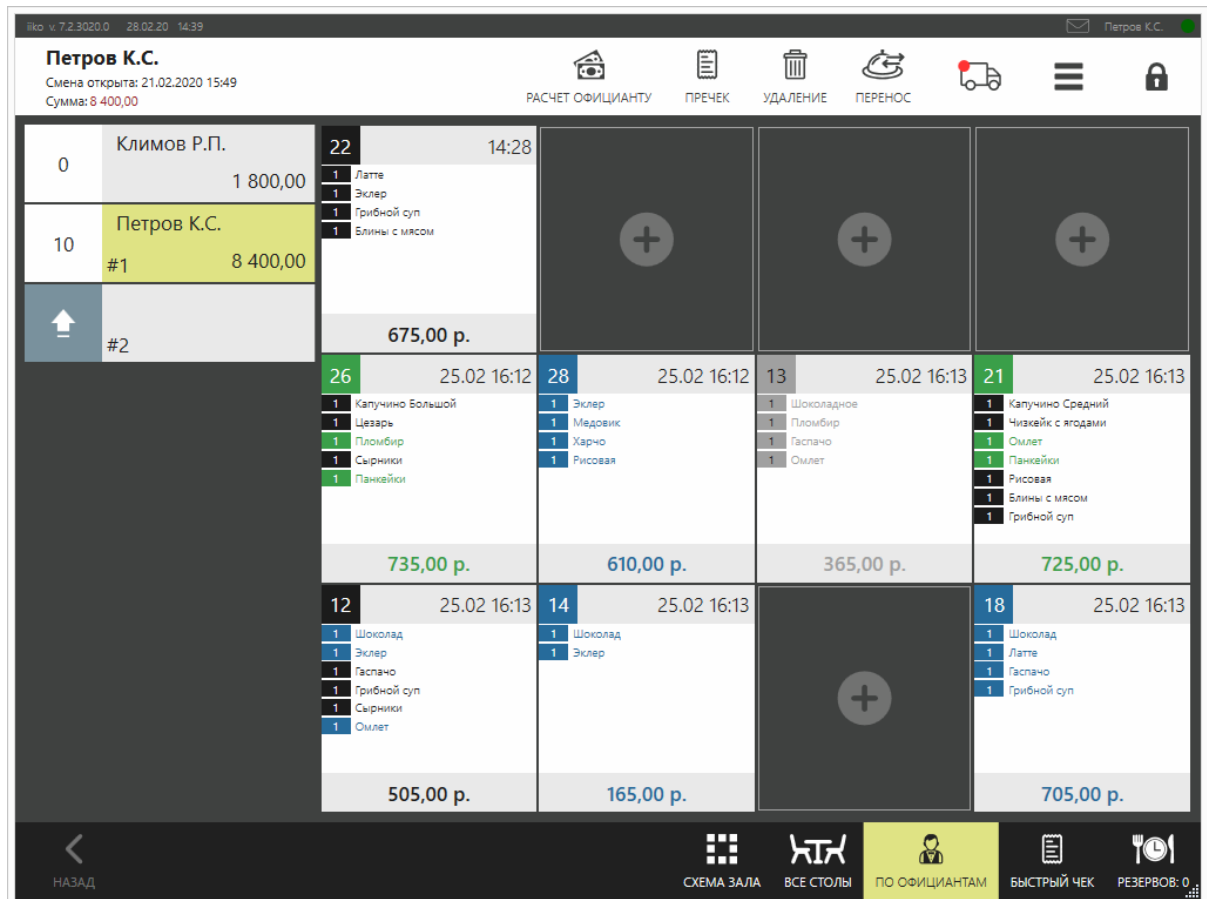 iiko v. 7.2.3020.0 28.02.20 14:39 Петров К.С.
Петров К.С.
Смена открыта: 21.02.2020 15:49
Сумма: 8 400,00
РАСЧЕТ ОФИЦИАНТУ ПРЕЧЕК УДАЛЕНИЕ ПЕРЕНОС
0 Климов Р.П.
1 800,00
10 Петров К.С.
#1 8 400,00
#2
22 14:28
1 Латте
1 Эклер
1 Грибной суп
1 Блины с мясом
675,00 р.
26 25.02 16:12
1 Капучино Большой
1 Цезарь
1 Пломбир
1 Сырники
1 Панкейки
735,00 р.
28 25.02 16:12
1 Эклер
1 Медовик
1 Харчо
1 Рисовая
610,00 р.
13 25.02 16:13
1 Шоколадное
1 Пломбир
1 Гаспачо
1 Омлет
365,00 р.
21 25.02 16:13
1 Капучино Средний
1 Чизкейк с ягодами
1 Омлет
1 Панкейки
1 Рисовая
1 Блины с мясом
1 Грибной суп
725,00 р.
12 25.02 16:13
1 Шоколад
1 Эклер
1 Гаспачо
1 Грибной суп
1 Сырники
1 Омлет
505,00 р.
14 25.02 16:13
1 Шоколад
1 Эклер
165,00 р.
18 25.02 16:13
1 Шоколад
1 Латте
1 Гаспачо
1 Грибной суп
705,00 р.
НАЗАД СХЕМА ЗАЛА ВСЕ СТОЛЫ ПО ОФИЦИАНТАМ БЫСТРЫЙ ЧЕК РЕЗЕРВОВ: 0